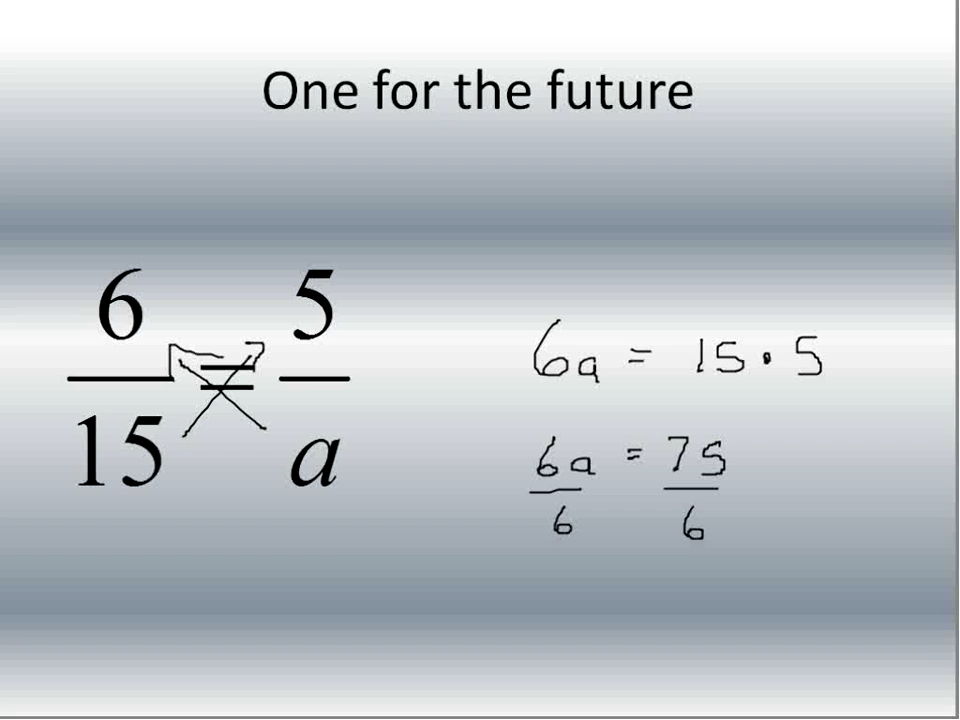 One for the future
6/15 = 5/a
6a = 15 · 5
6a/6 = 75/6